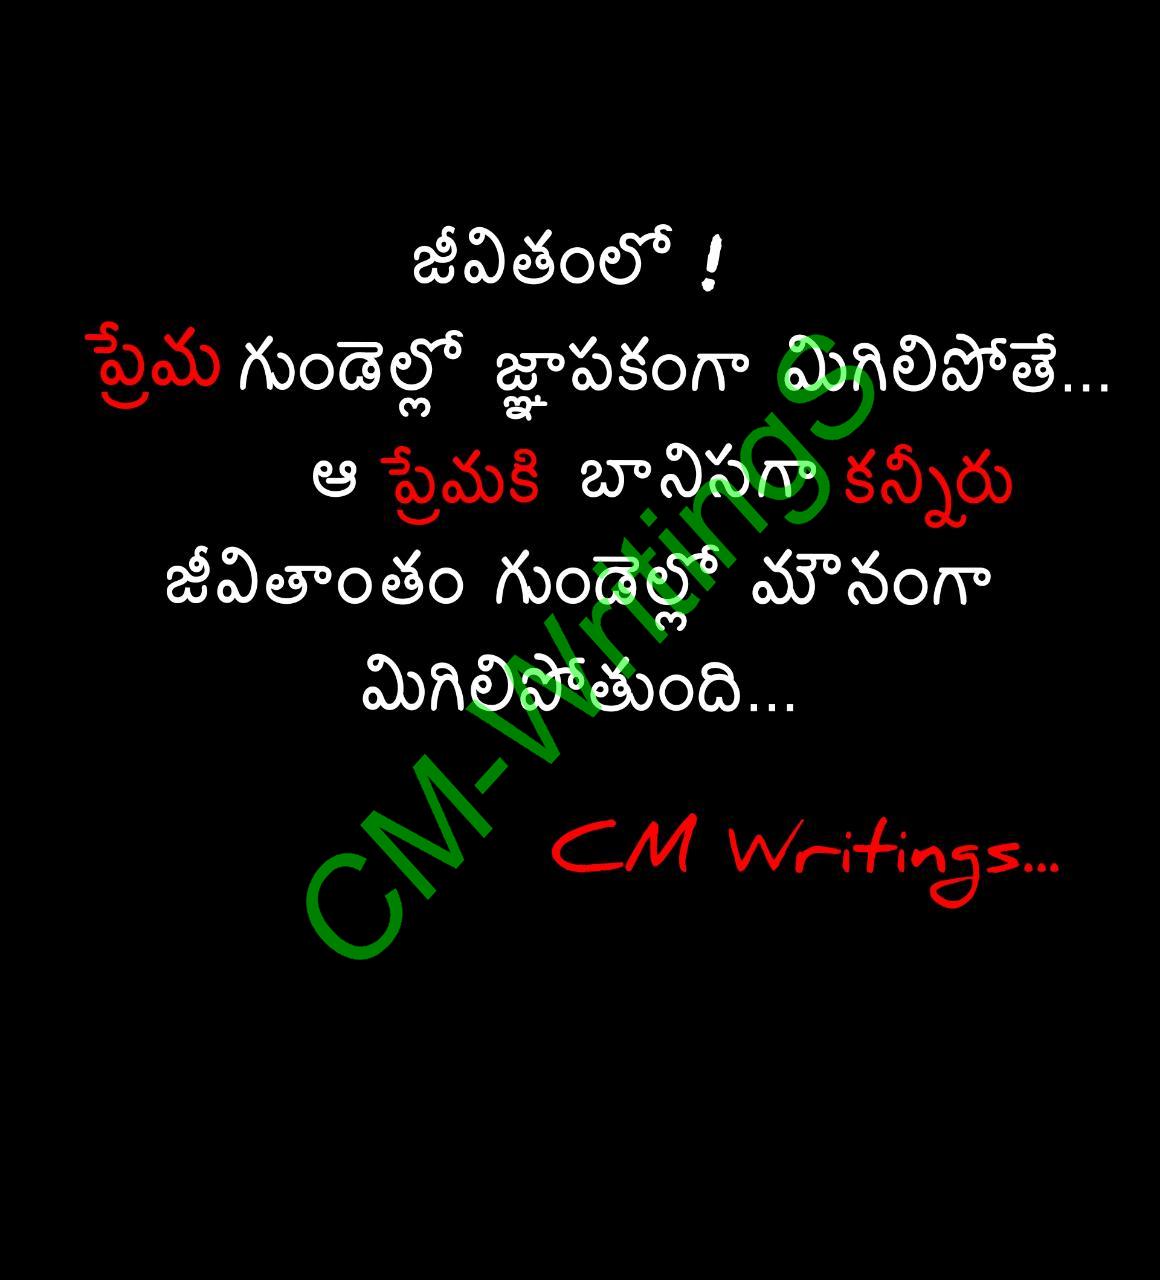 జీవితంలో !
ప్రేమ గుండెల్లో జ్ఞాపకంగా మిగిలిపోతే...
ఆ ప్రేమకి బానిసగా కన్నీరు
జీవితాంతం గుండెల్లో మౌనంగా
మిగిలిపోతుంది...
CM Writings...
CM-WritingS